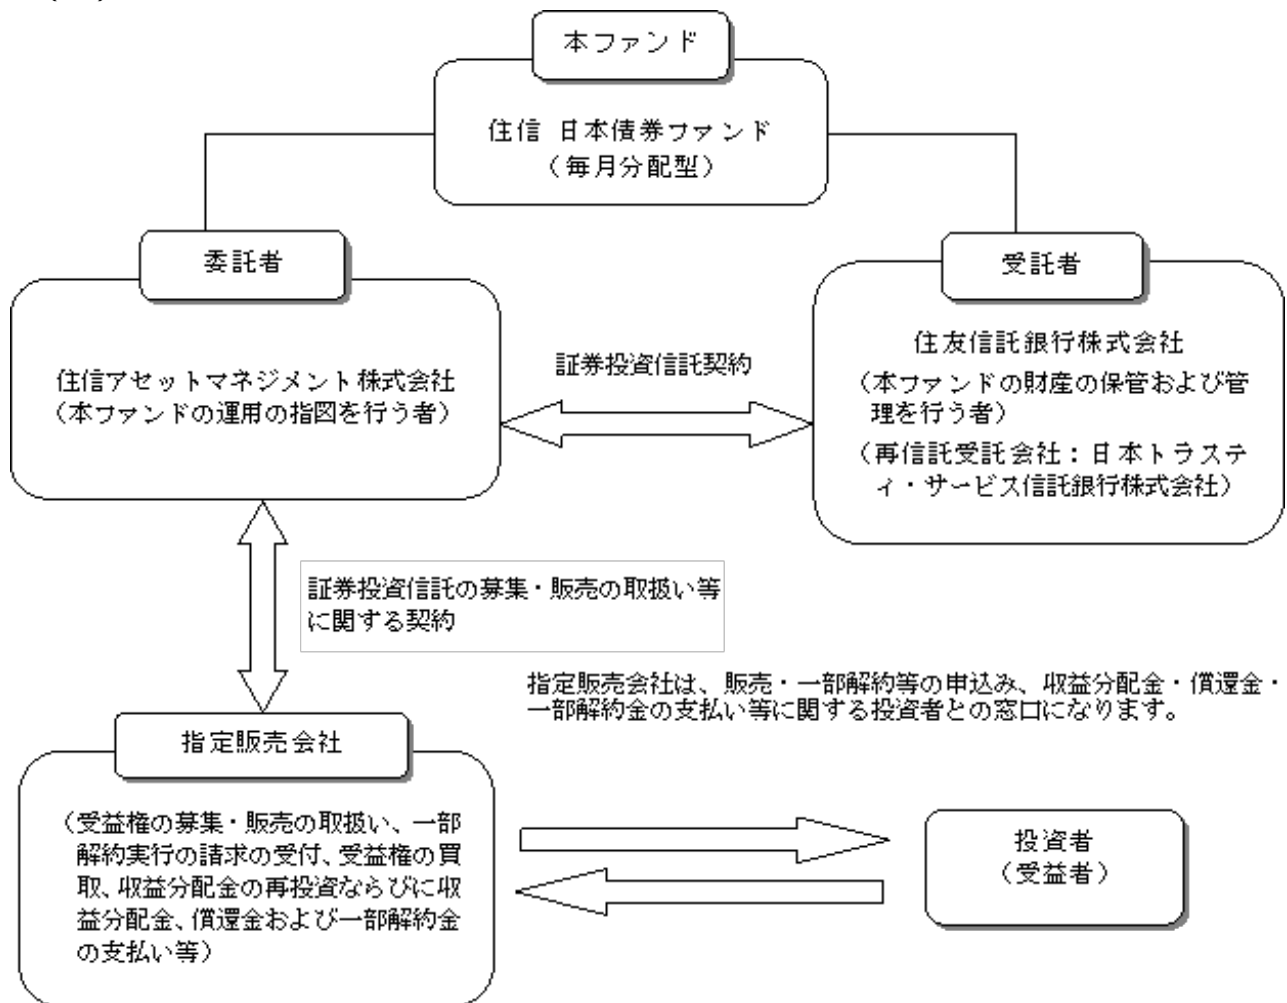 本ファンド
住信 日本債券ファンド
（毎月分配型）
委託者
受託者
住信アセットマネジメント株式会社
（本ファンドの運用の指図を行う者）
証券投資信託契約
住友信託銀行株式会社
（本ファンドの財産の保管および管
理を行う者）
（再信託受託会社：日本トラステ
ィ・サービス信託銀行株式会社）
証券投資信託の募集・販売の取扱い等
に関する契約
指定販売会社は、販売・一部解約等の申込み、収益分配金・償還金・
一部解約金の支払い等に関する投資者との窓口になります。
指定販売会社
（受益権の募集・販売の取扱い、一部
解約実行の請求の受付、受益権の買
取、収益分配金の再投資ならびに収
益分配金、償還金および一部解約金
の支払い等）
投資者
（受益者）